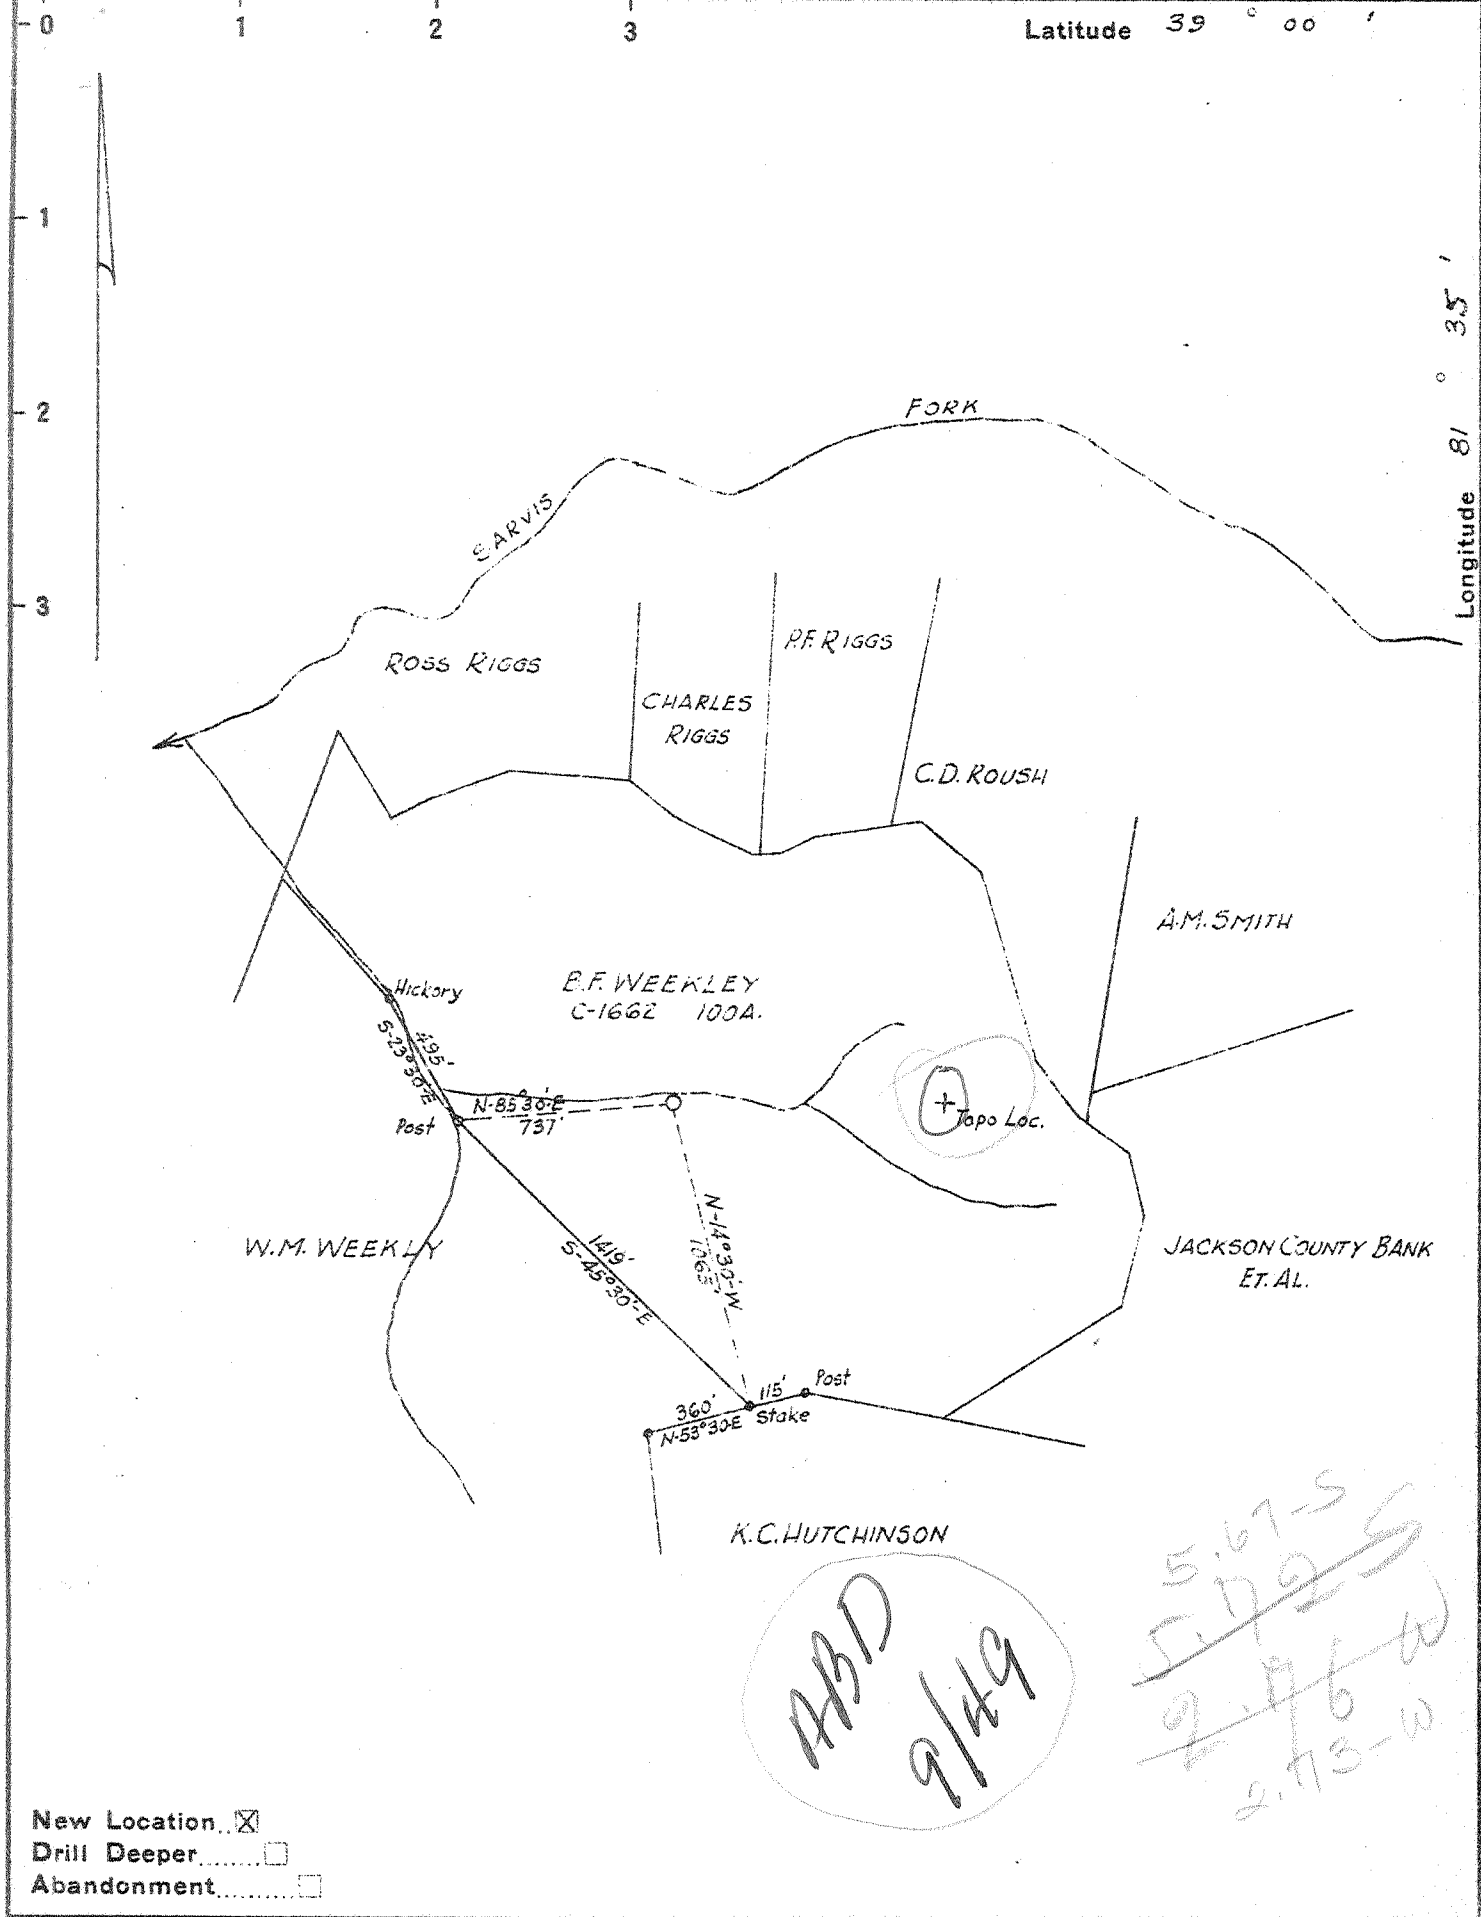 0 1 2 3 Latitude 39° 00'
1
2
3
Longitude 81° 35'
FORK
SARVIS
ROSS RIGGS
P.F. RIGGS
CHARLES
RIGGS
C.D. ROUSH
A.M. SMITH
Hickory
B.F. WEEKLEY
C-1662 100A.
495'
S-23°30'-E
N-85°30'-E
737'
Post
Topo Loc.
N-14°30'-W
1063'
W.M. WEEKLY
1419'
S-45°30'-E
JACKSON COUNTY BANK
ET. AL.
Post
115'
360'
Stake
N-53°30-E
K.C. HUTCHINSON
ABD
9/49
5.67-S
5.72 S
2.76 W
2.73-W
New Location..☒
Drill Deeper.......☐
Abandonment.........☐